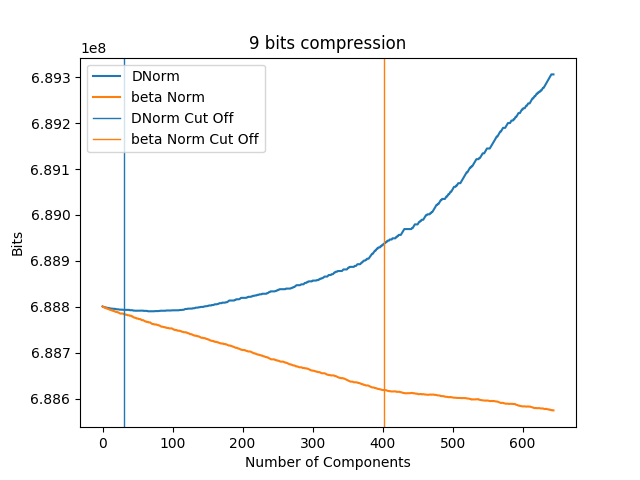 9 bits compression
1e8
DNorm
beta Norm
DNorm Cut Off
beta Norm Cut Off
6.893
6.892
6.891
6.890
6.889
6.888
6.887
6.886
Bits
0 100 200 300 400 500 600
Number of Components